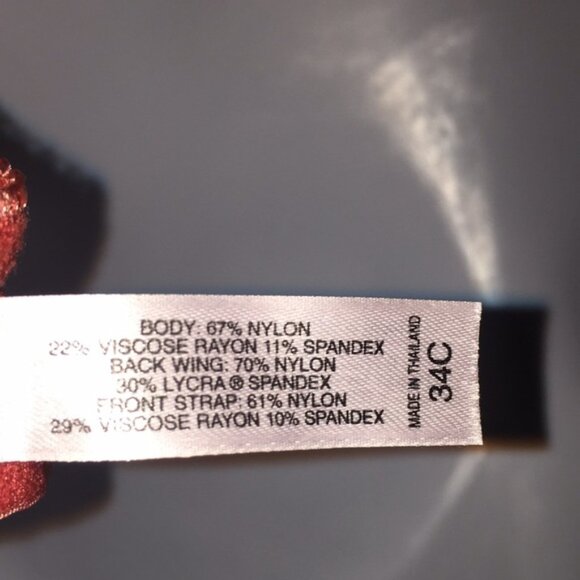 BODY: 67% NYLON
22% VISCOSE RAYON 11% SPANDEX
BACK WING: 70% NYLON
30% LYCRA ® SPANDEX
FRONT STRAP: 61% NYLON
29% VISCOSE RAYON 10% SPANDEX
MADE IN THAILAND
34C